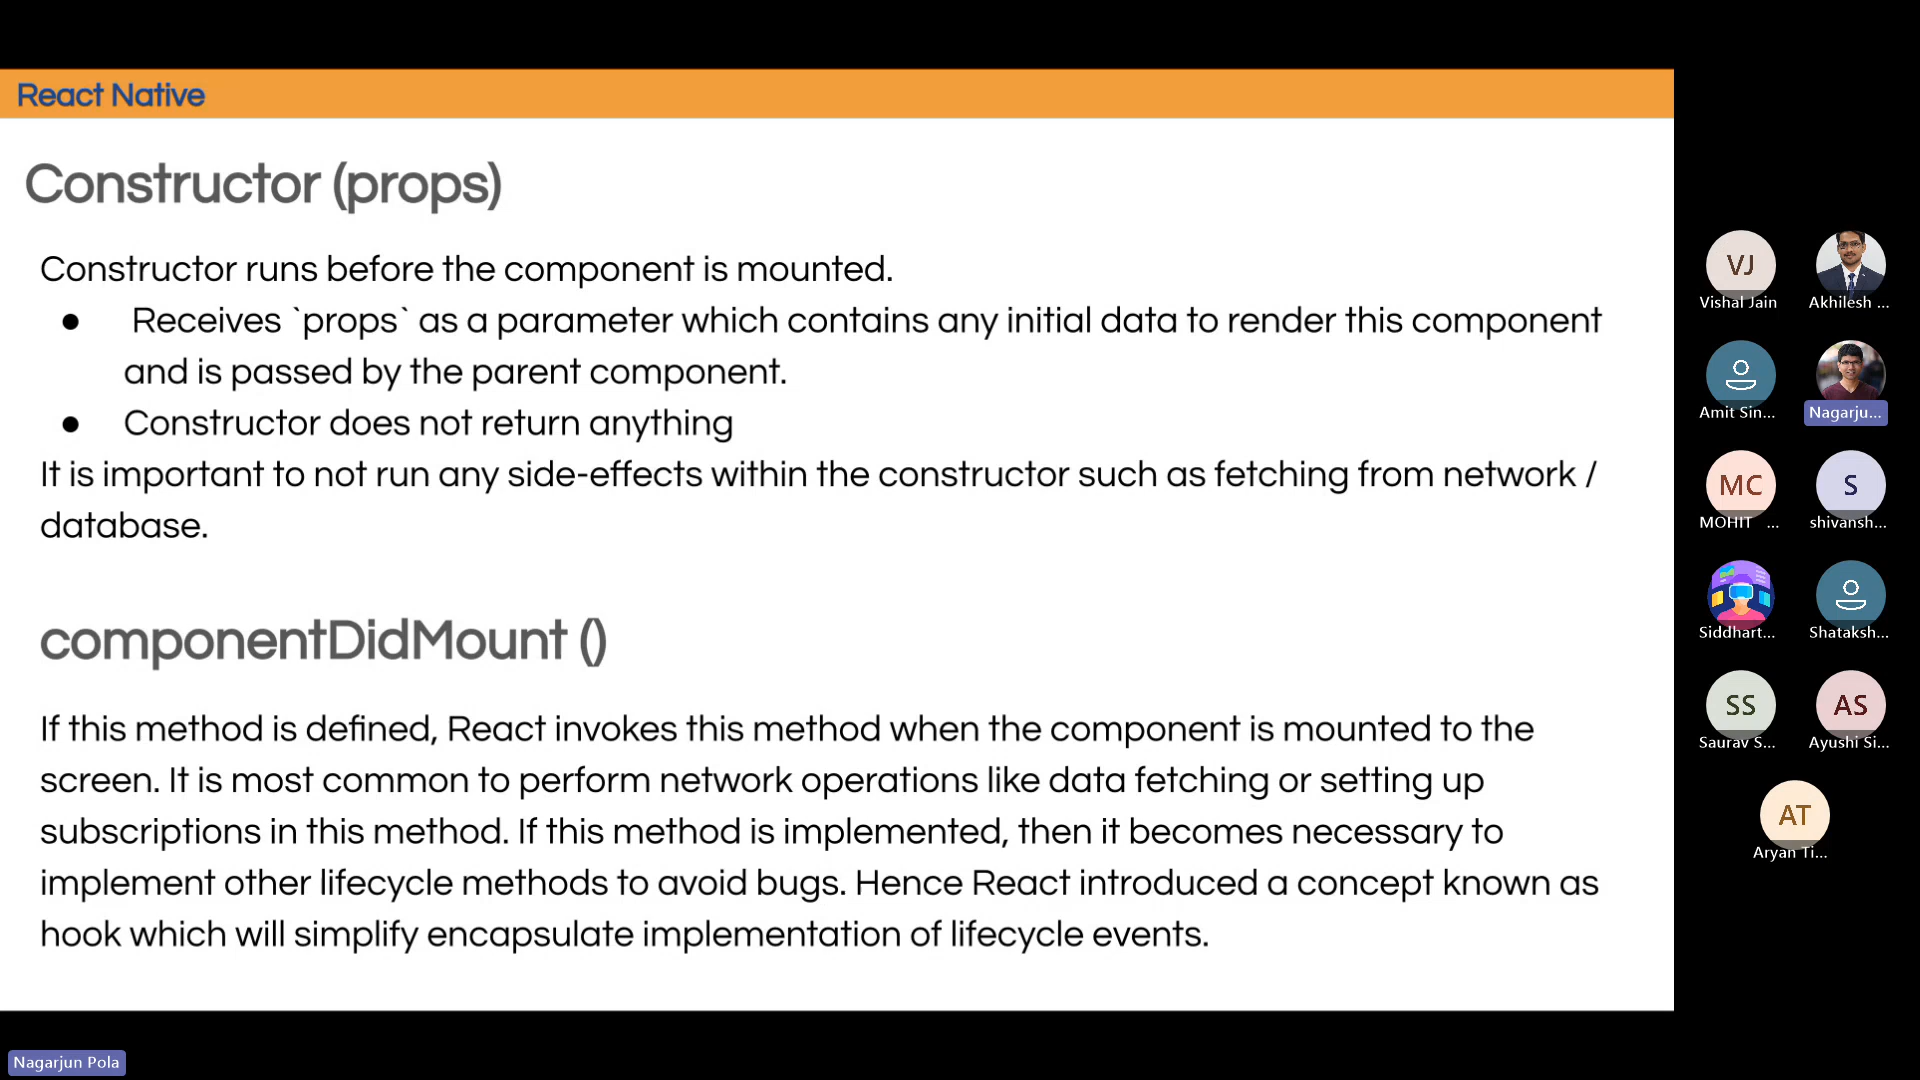 React Native
Constructor (props)
Constructor runs before the component is mounted.
● Receives `props` as a parameter which contains any initial data to render this component
and is passed by the parent component.
● Constructor does not return anything
It is important to not run any side-effects within the constructor such as fetching from network /
database.
componentDidMount ()
If this method is defined, React invokes this method when the component is mounted to the
screen. It is most common to perform network operations like data fetching or setting up
subscriptions in this method. If this method is implemented, then it becomes necessary to
implement other lifecycle methods to avoid bugs. Hence React introduced a concept known as
hook which will simplify encapsulate implementation of lifecycle events.
VJ
Vishal Jain
Akhilesh ...
Amit Sin...
Nagarju...
MC
MOHIT ...
S
shivansh...
Siddhart...
Shataksh...
SS
Saurav S...
AS
Ayushi Si...
AT
Aryan Ti...
Nagarjun Pola